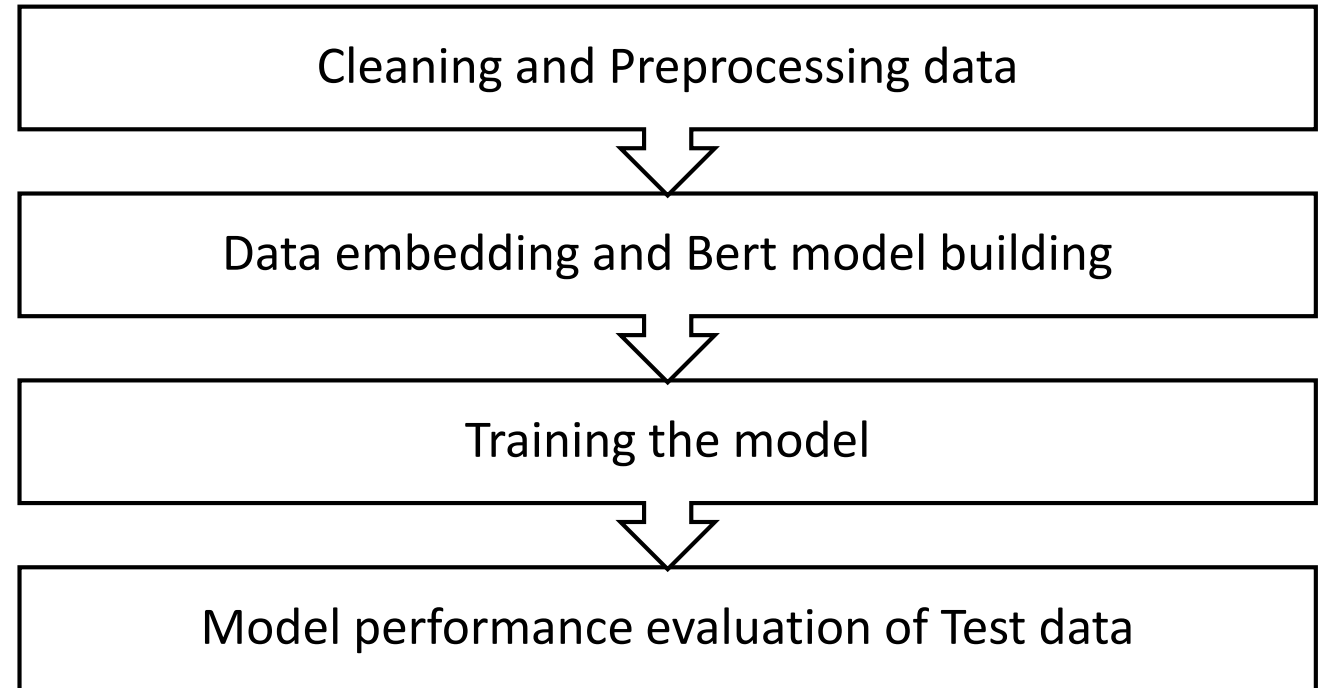 Cleaning and Preprocessing data
Data embedding and Bert model building
Training the model
Model performance evaluation of Test data